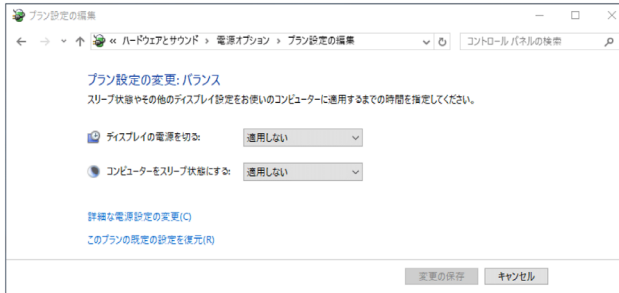 プラン設定の編集
« ハードウェアとサウンド › 電源オプション › プラン設定の編集
コントロール パネルの検索
プラン設定の変更: バランス
スリープ状態やその他のディスプレイ設定をお使いのコンピューターに適用するまでの時間を指定してください。
ディスプレイの電源を切る: 適用しない
コンピューターをスリープ状態にする: 適用しない
詳細な電源設定の変更(C)
このプランの既定の設定を復元(R)
変更の保存 キャンセル